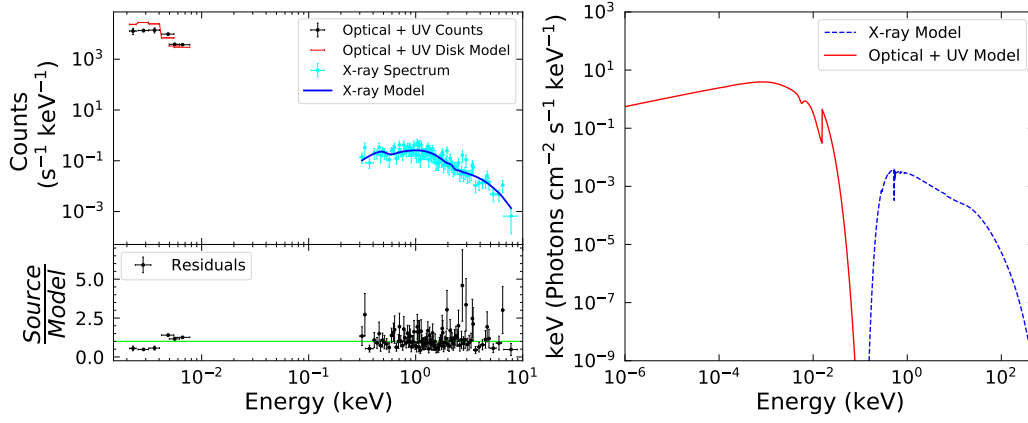 10³
10¹
10⁻¹
10⁻³
Counts
(s⁻¹ keV⁻¹)
Optical + UV Counts
Optical + UV Disk Model
X-ray Spectrum
X-ray Model
5.0
2.5
0.0
Source
Model
Residuals
10⁻²
10⁻¹
10⁰
10¹
Energy (keV)
10³
10¹
10⁻¹
10⁻³
10⁻⁵
10⁻⁷
10⁻⁹
keV (Photons cm⁻² s⁻¹ keV⁻¹)
X-ray Model
Optical + UV Model
10⁻⁶
10⁻⁴
10⁻²
10⁰
10²
Energy (keV)